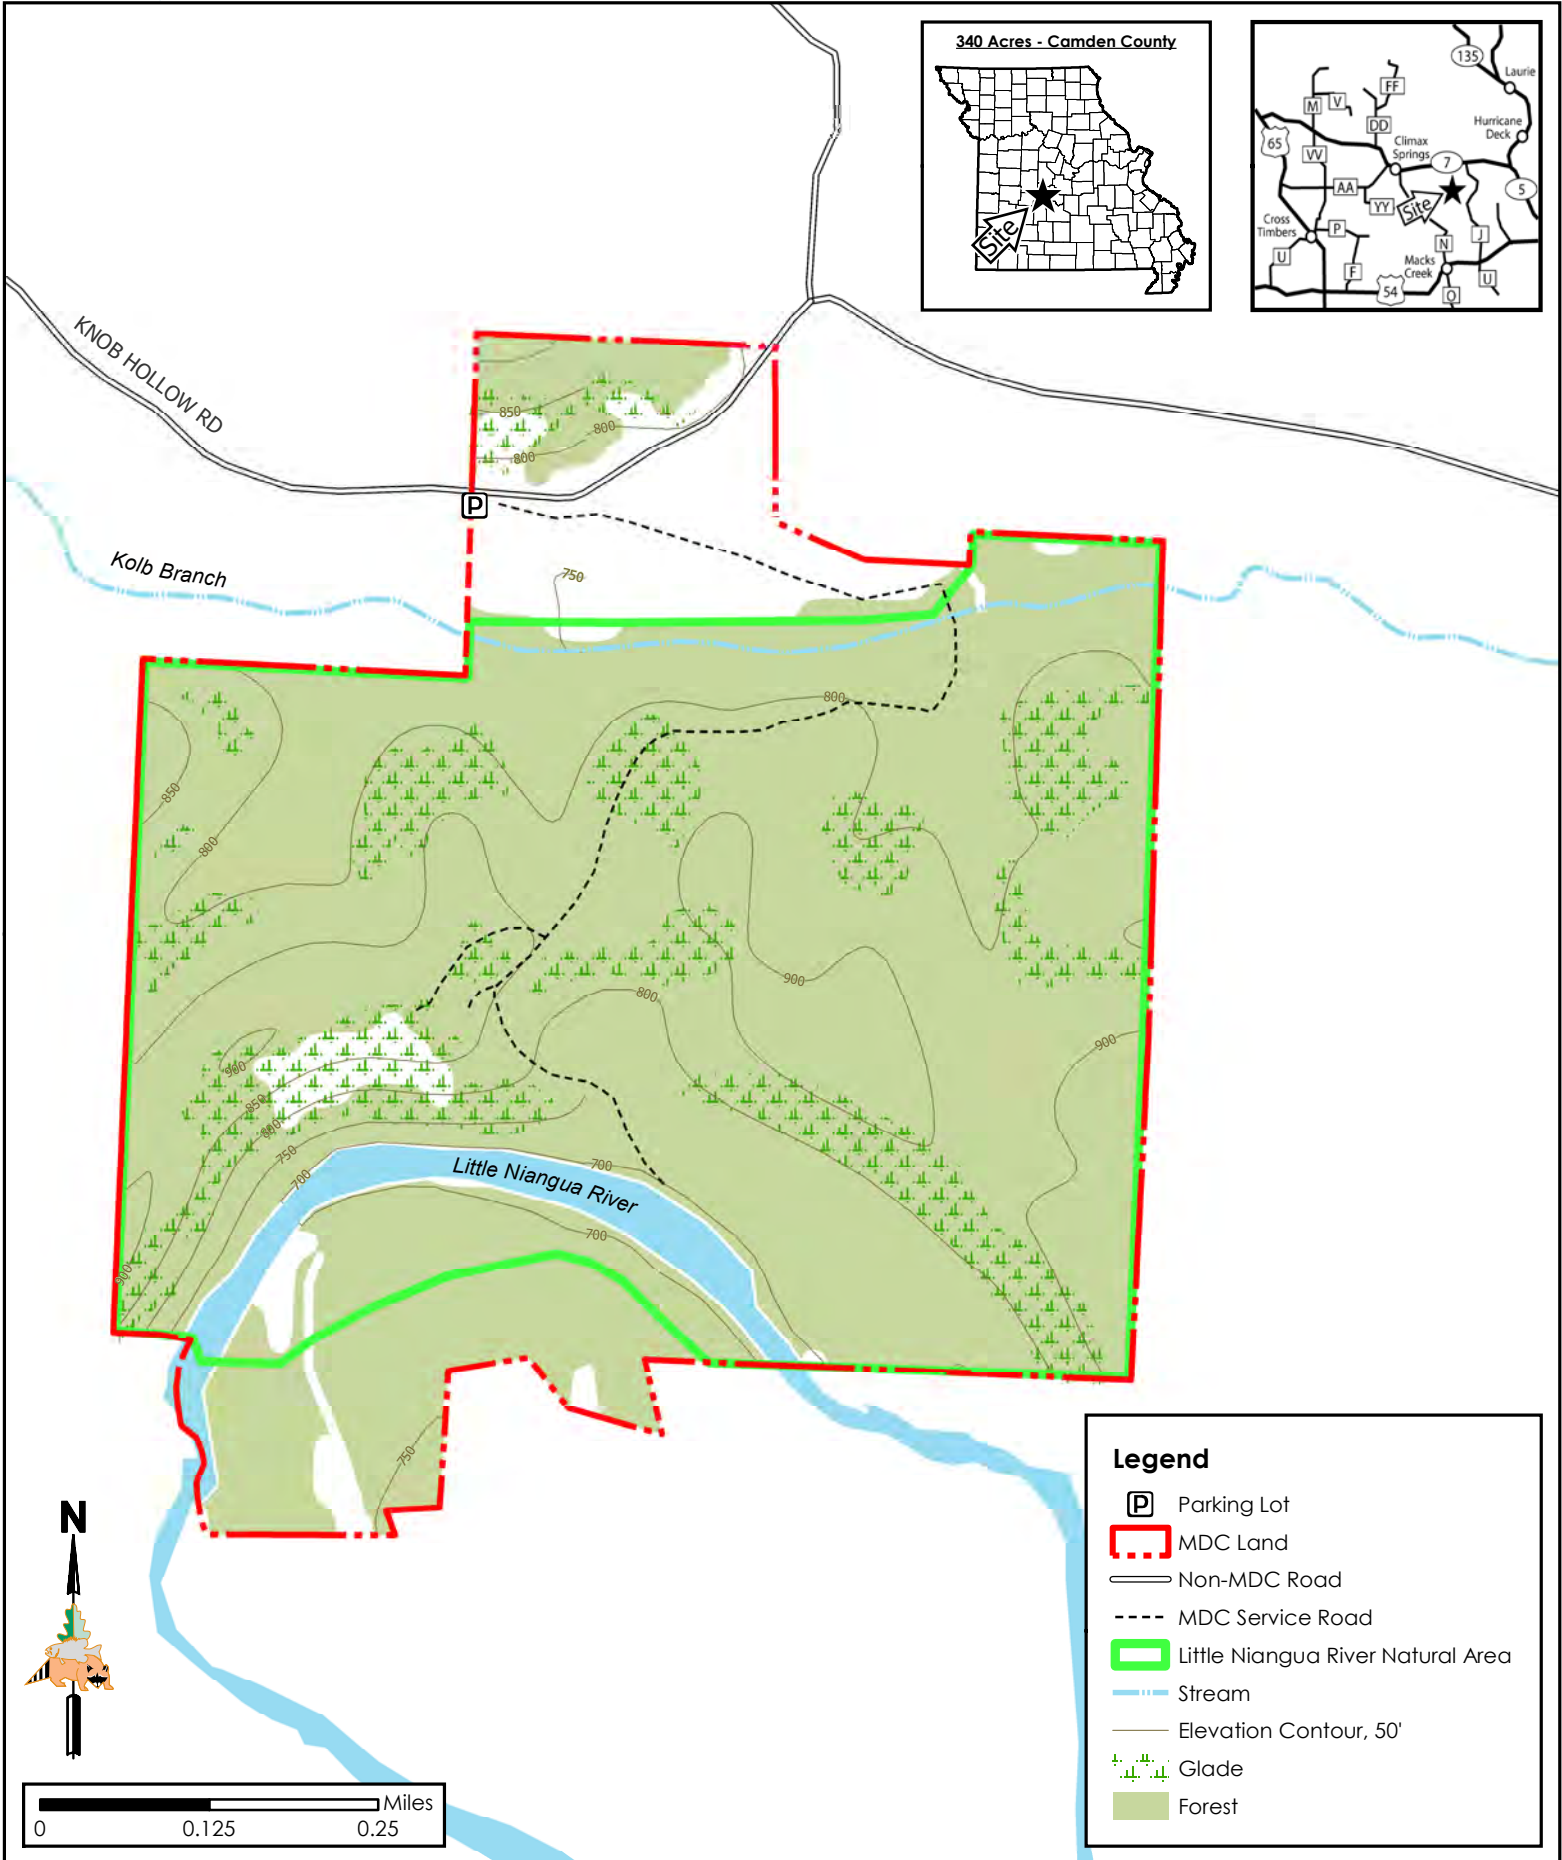 340 Acres - Camden County
Site
135
Laurie
FF
M
V
DD
Hurricane
Deck
65
Climax
Springs
VV
7
AA
5
YY
Site
Cross
Timbers
P
N
J
U
Macks
Creek
F
U
54
O
KNOB HOLLOW RD
850
800
800
P
Kolb Branch
750
800
850
800
900
800
900
900
850
800
750
700
Little Niangua River
700
700
900
750
N
Legend
P Parking Lot
MDC Land
Non-MDC Road
MDC Service Road
Little Niangua River Natural Area
Stream
Elevation Contour, 50'
Glade
Forest
Miles
0 0.125 0.25